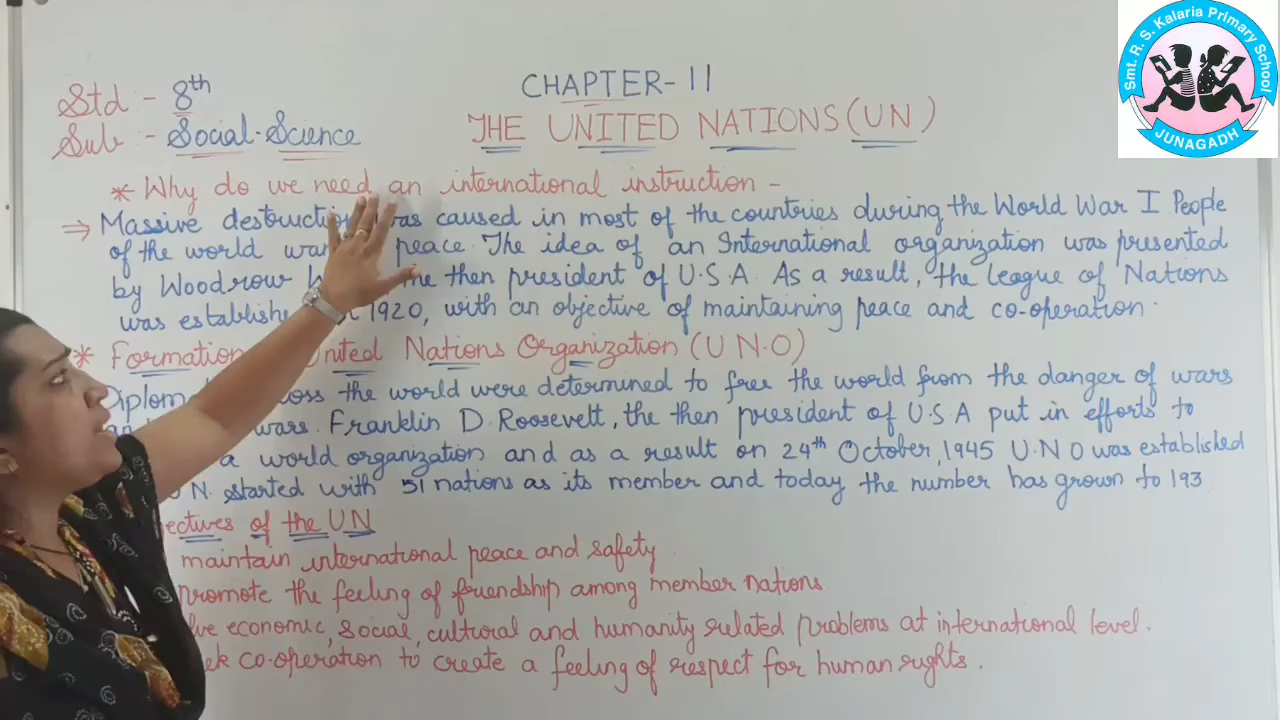 Smt. R. S. Kalaria Primary School
JUNAGADH
Std - 8th
Sub - Social-Science
CHAPTER-11
THE UNITED NATIONS (UN)
* Why do we need an international instruction -
⇒ Massive destructi was caused in most of the countries during the World War I People
of the world wan peace. The idea of an International organization was presented
by Woodrow the then president of U.S.A. As a result, the league of Nations
was establishe 1920, with an objective of maintaining peace and co-operation.
* Formation United Nations Organization (U N.O)
Diplom the world were determined to free the world from the danger of wars
wars. Franklin D. Roosevelt, the then president of U.S.A put in efforts to
a world organization and as a result on 24th October, 1945 U.N O was established
U N. started with 51 nations as its member and today the number has grown to 193
ectives of the U N
maintain international peace and safety
promote the feeling of friendship among member nations
economic, social, cultural and humanity related problems at international level.
co-operation to create a feeling of respect for human rights.